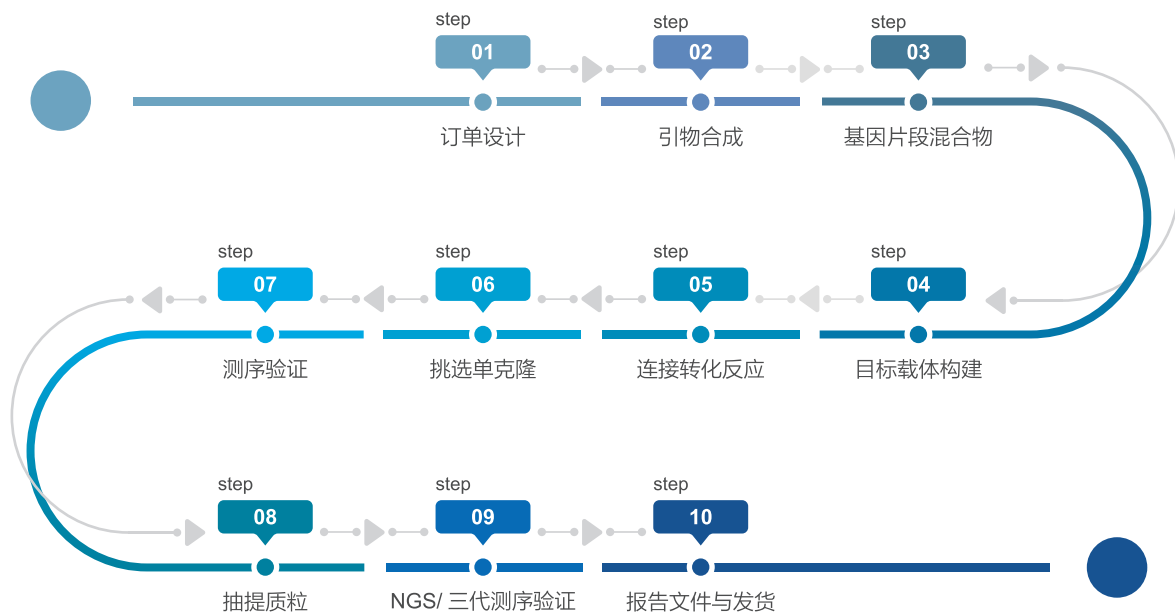 step
01
订单设计
step
02
引物合成
step
03
基因片段混合物
step
04
目标载体构建
step
05
连接转化反应
step
06
挑选单克隆
step
07
测序验证
step
08
抽提质粒
step
09
NGS/ 三代测序验证
step
10
报告文件与发货